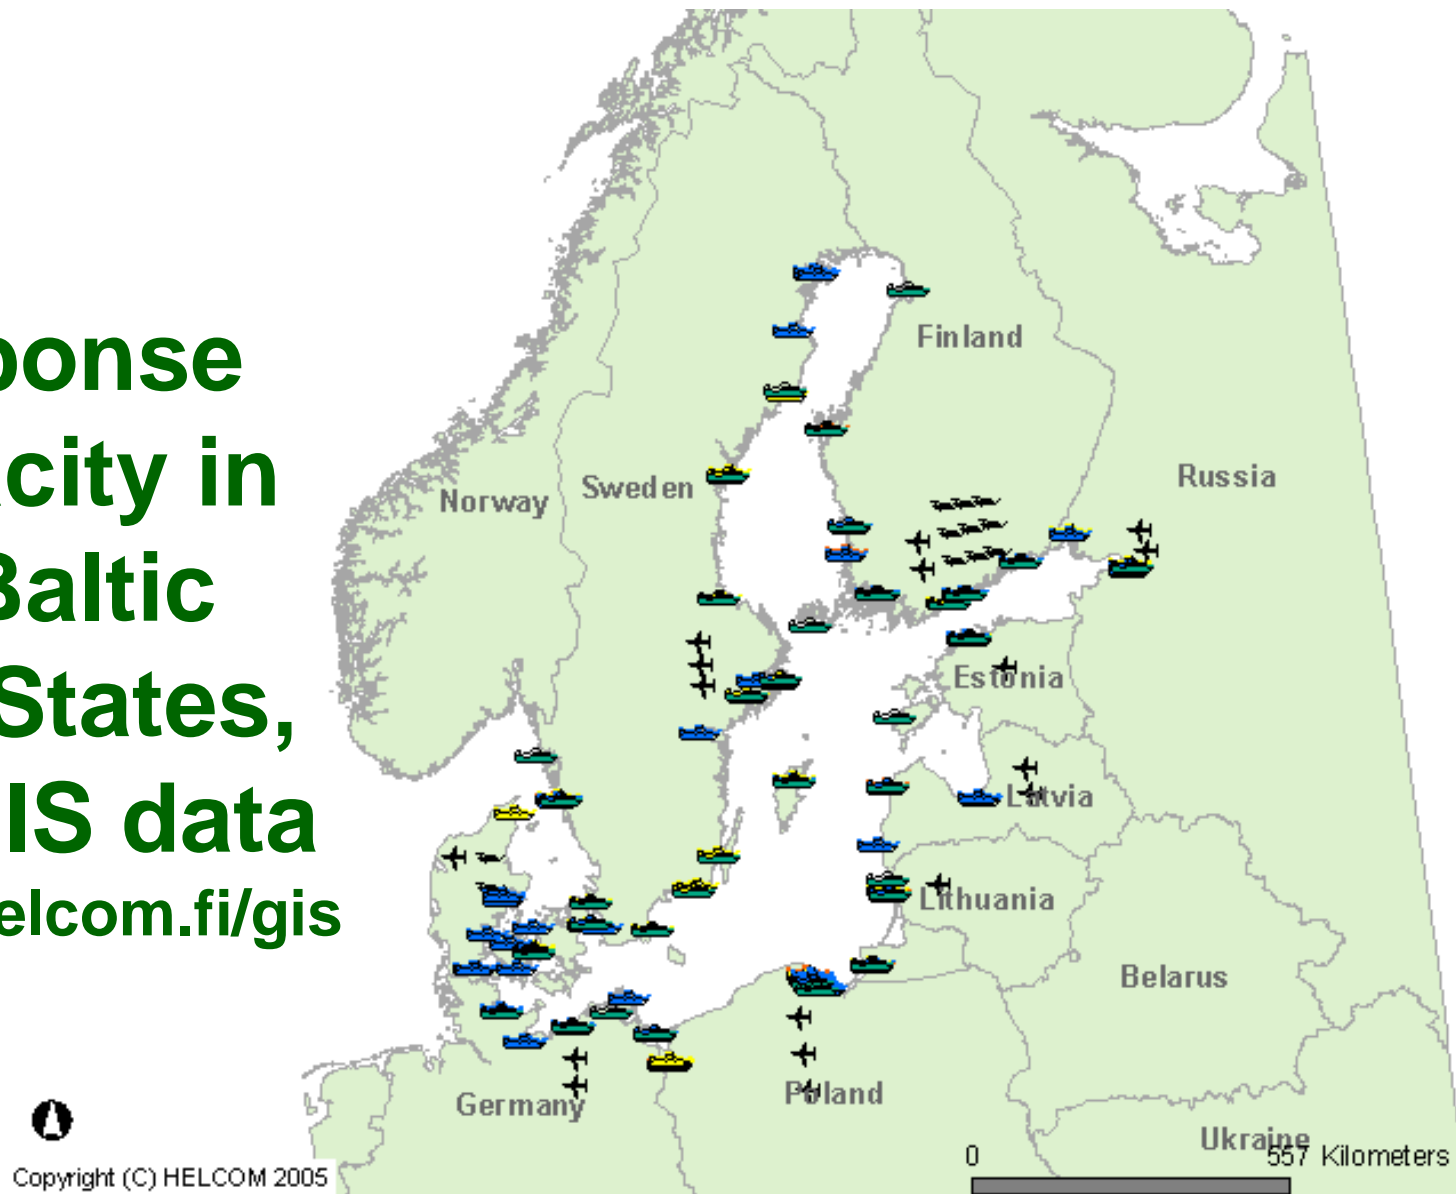 ponse
city in
Baltic
States,
IS data
elcom.fi/gis
Finland
Russia
Sweden
Norway
Estonia
Latvia
Lithuania
Belarus
Poland
Germany
Ukraine
0
557 Kilometers
Copyright (C) HELCOM 2005